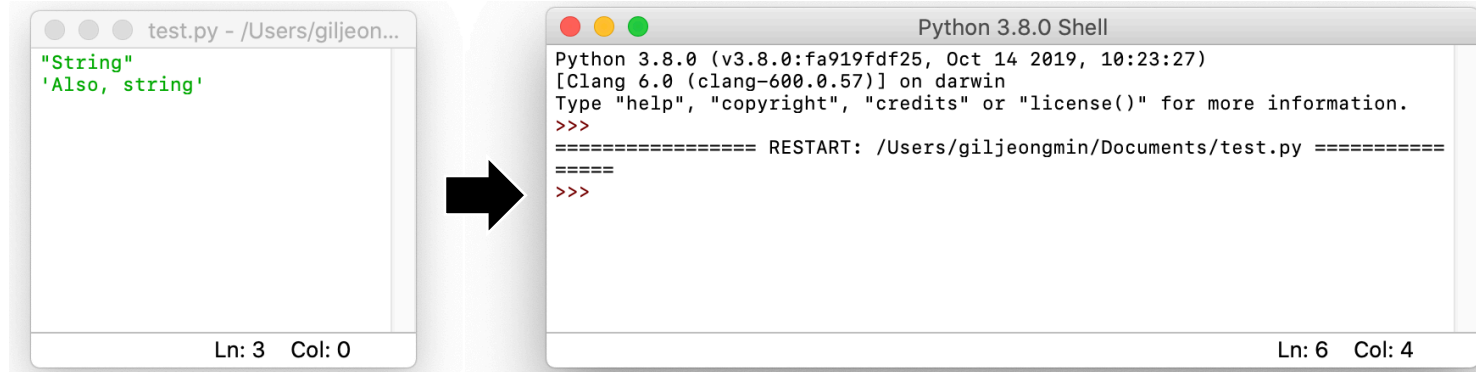 test.py - /Users/giljeon...
"String"
'Also, string'
Ln: 3 Col: 0
Python 3.8.0 Shell
Python 3.8.0 (v3.8.0:fa919fdf25, Oct 14 2019, 10:23:27)
[Clang 6.0 (clang-600.0.57)] on darwin
Type "help", "copyright", "credits" or "license()" for more information.
>>>
================= RESTART: /Users/giljeongmin/Documents/test.py ===========
=====
>>>
Ln: 6 Col: 4